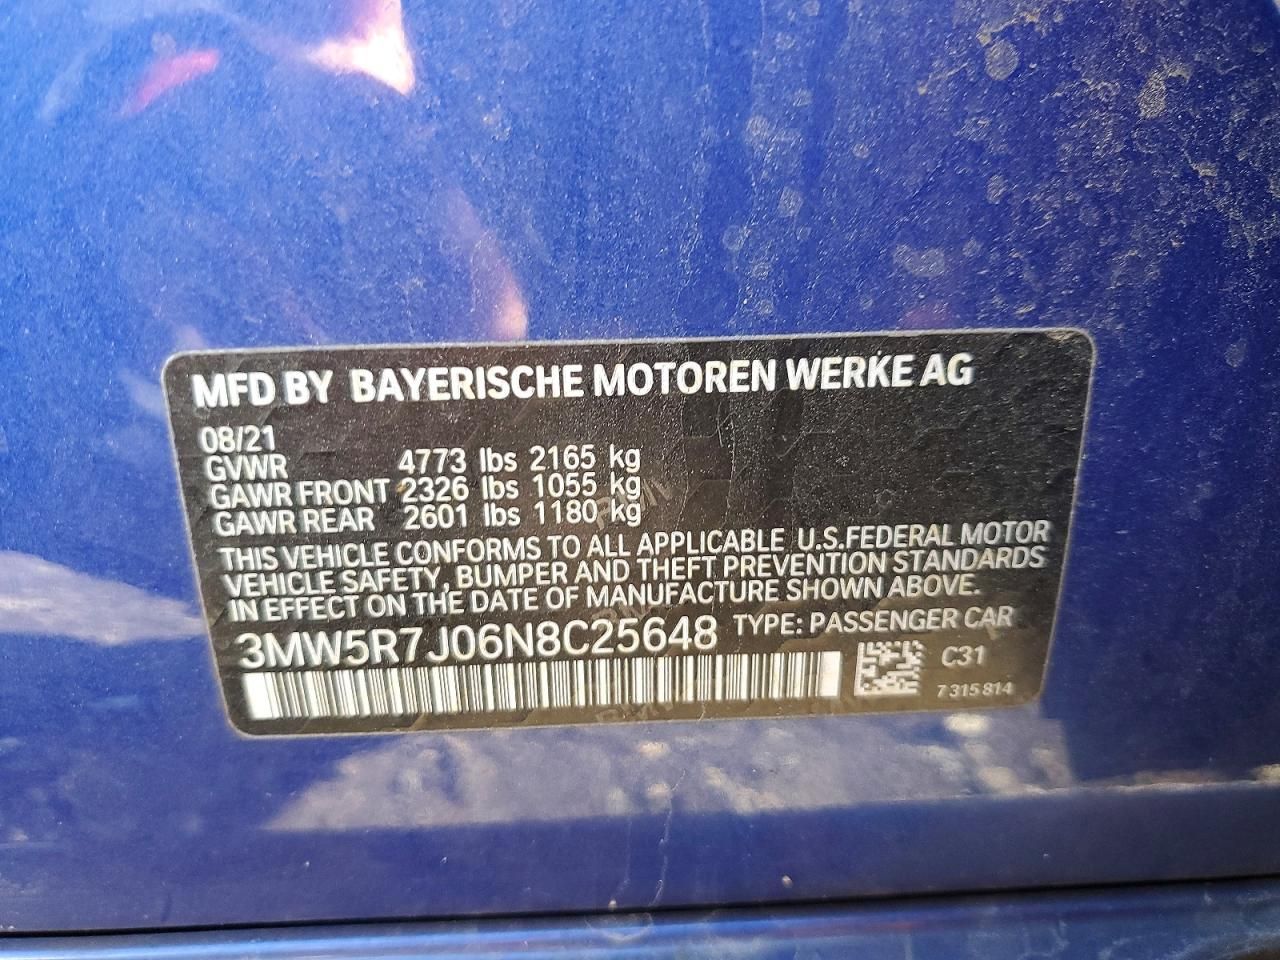 MFD BY BAYERISCHE MOTOREN WERKE AG
08/21
GVWR 4773 lbs 2165 kg
GAWR FRONT 2326 lbs 1055 kg
GAWR REAR 2601 lbs 1180 kg
THIS VEHICLE CONFORMS TO ALL APPLICABLE U.S.FEDERAL MOTOR
VEHICLE SAFETY, BUMPER AND THEFT PREVENTION STANDARDS
IN EFFECT ON THE DATE OF MANUFACTURE SHOWN ABOVE.
3MW5R7J06N8C25648 TYPE: PASSENGER CAR
C31
7 315 814